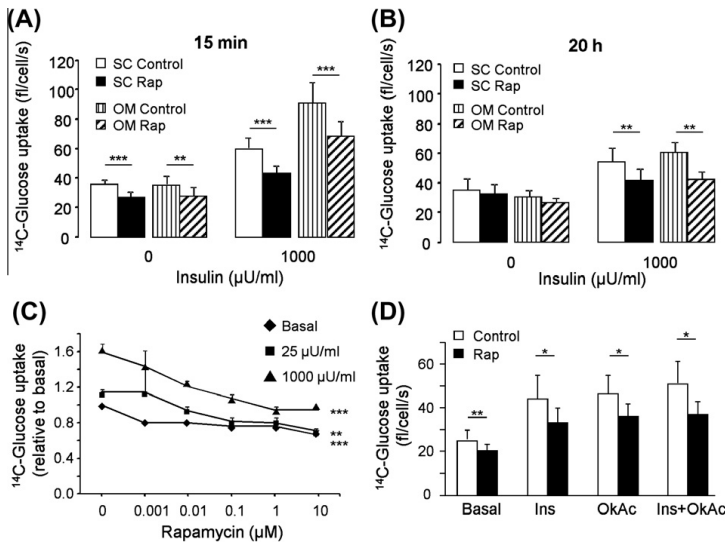 (A)
15 min
¹⁴C-Glucose uptake (fl/cell/s)
120
100
80
60
40
20
0
SC Control
SC Rap
OM Control
OM Rap
*** ** *** ***
0 1000
Insulin (µU/ml)
(B)
20 h
¹⁴C-Glucose uptake (fl/cell/s)
120
100
80
60
40
20
0
SC Control
SC Rap
OM Control
OM Rap
** **
0 1000
Insulin (µU/ml)
(C)
¹⁴C-Glucose uptake
(relative to basal)
1.6
1.2
0.8
0.4
0.0
Basal
25 µU/ml
1000 µU/ml
***
**
***
0 0.001 0.01 0.1 1 10
Rapamycin (µM)
(D)
¹⁴C-Glucose uptake
(fl/cell/s)
60
40
20
0
Control
Rap
** * * *
Basal Ins OkAc Ins+OkAc